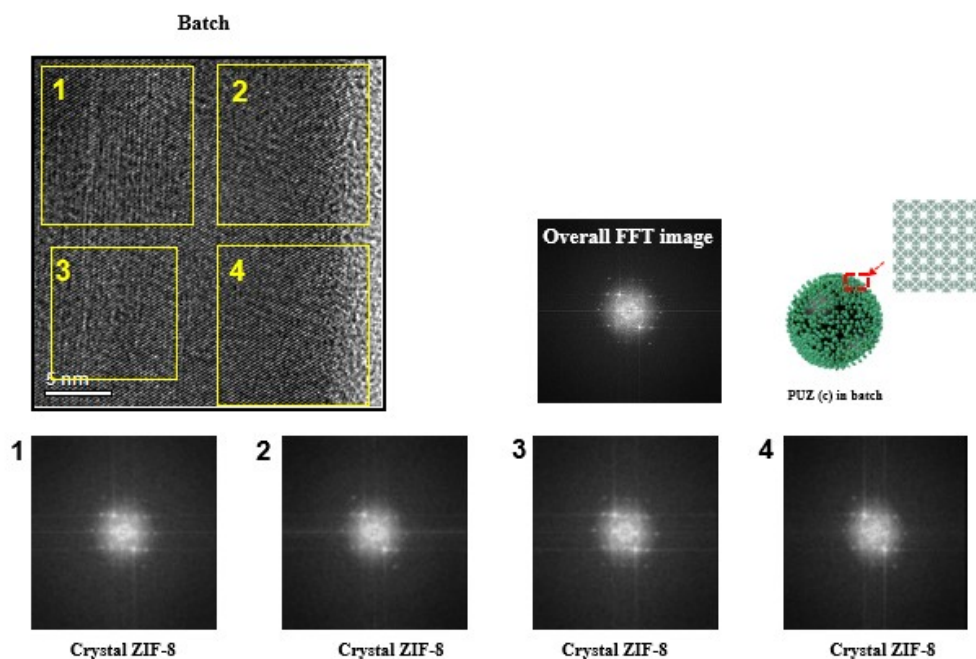 Batch
1
2
3
4
5 nm
Overall FFT image
PUZ (c) in batch
1
2
3
4
Crystal ZIF-8
Crystal ZIF-8
Crystal ZIF-8
Crystal ZIF-8